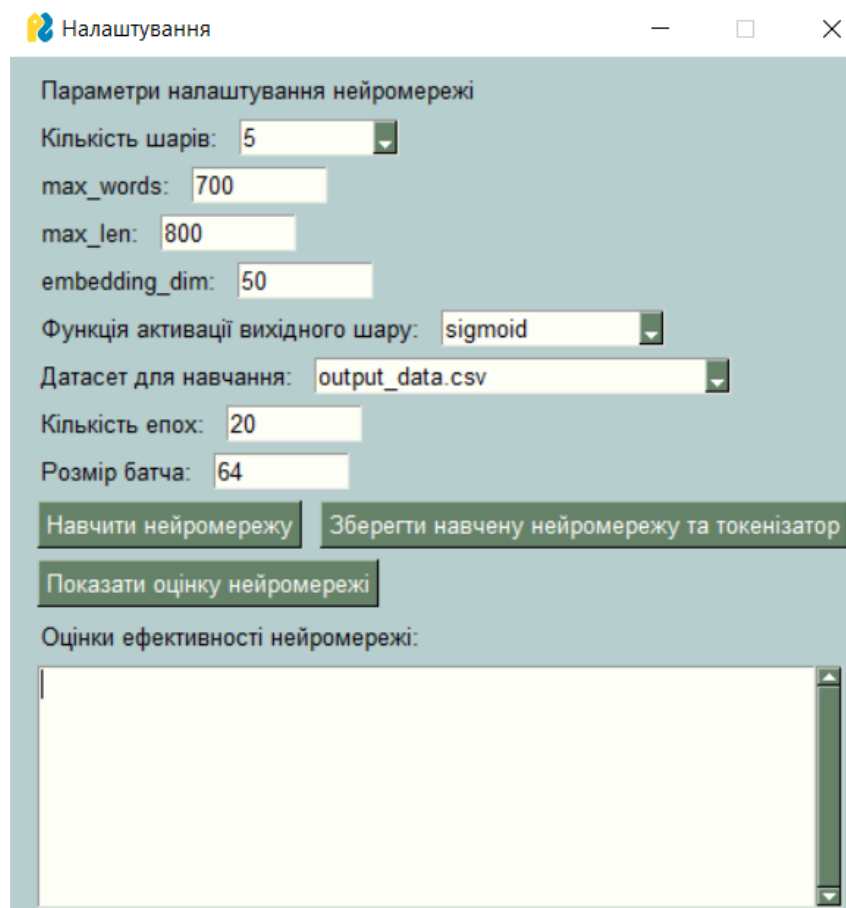 Налаштування
Параметри налаштування нейромережі
Кількість шарів: 5
max_words: 700
max_len: 800
embedding_dim: 50
Функція активації вихідного шару: sigmoid
Датасет для навчання: output_data.csv
Кількість епох: 20
Розмір батча: 64
Навчити нейромережу Зберегти навчену нейромережу та токенізатор
Показати оцінку нейромережі
Оцінки ефективності нейромережі: